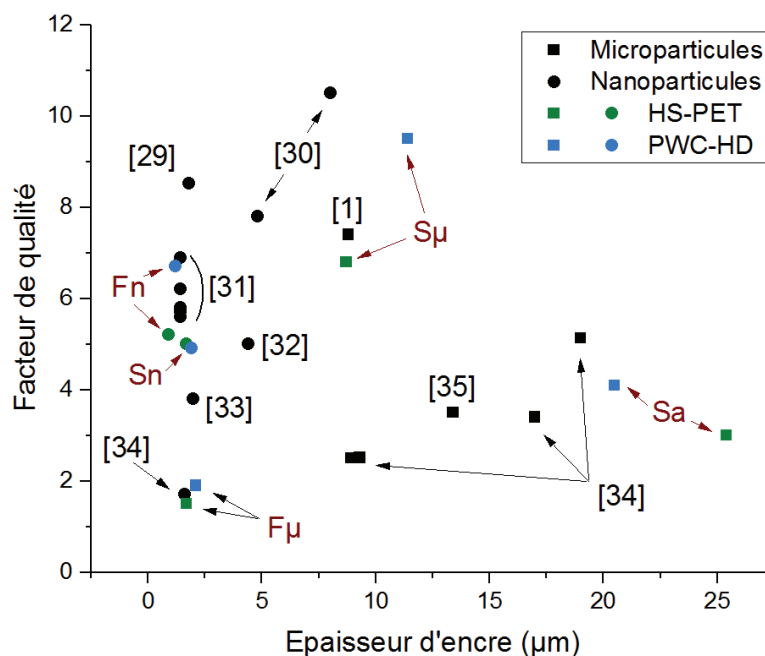 12
10
8
6
4
2
0
Facteur de qualité
Microparticules
Nanoparticules
HS-PET
PWC-HD
[29]
[30]
[1]
Sµ
Fn
[31]
Sn
[32]
[33]
[35]
Sa
[34]
[34]
Fµ
0 5 10 15 20 25
Epaisseur d'encre (µm)